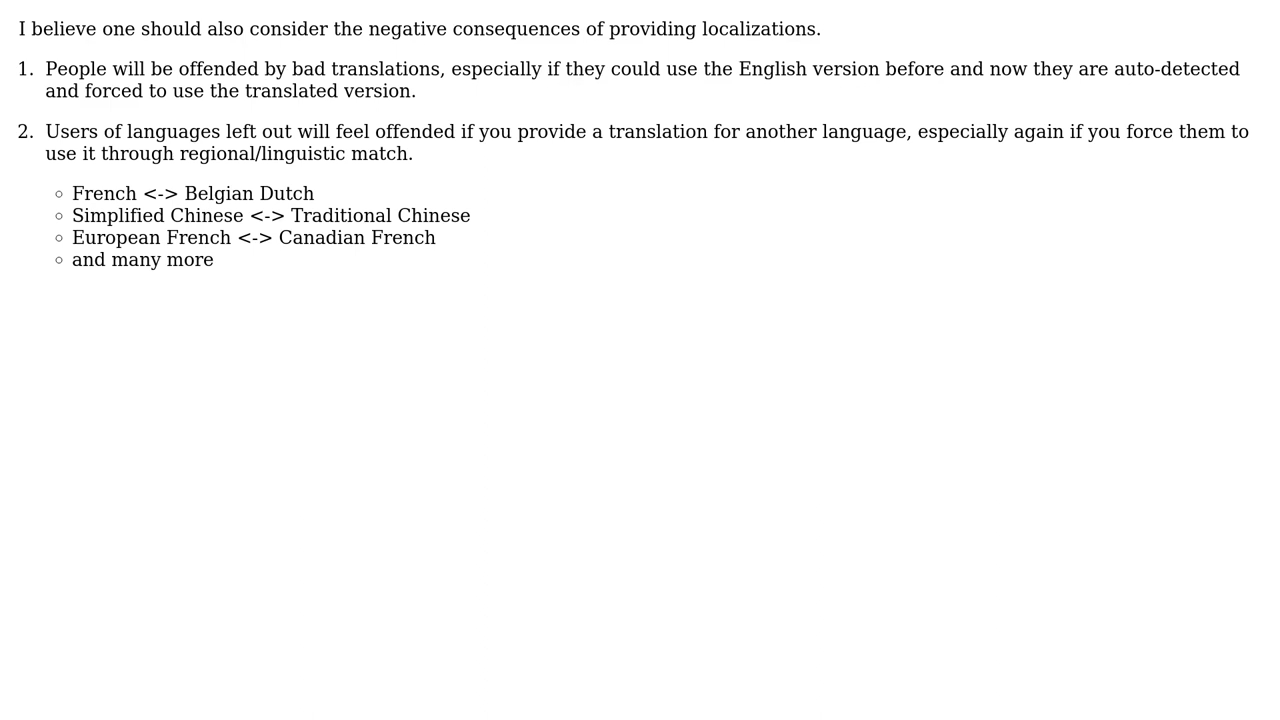 I believe one should also consider the negative consequences of providing localizations.
1. People will be offended by bad translations, especially if they could use the English version before and now they are auto-detected
and forced to use the translated version.
2. Users of languages left out will feel offended if you provide a translation for another language, especially again if you force them to
use it through regional/linguistic match.
○ French <-> Belgian Dutch
○ Simplified Chinese <-> Traditional Chinese
○ European French <-> Canadian French
○ and many more